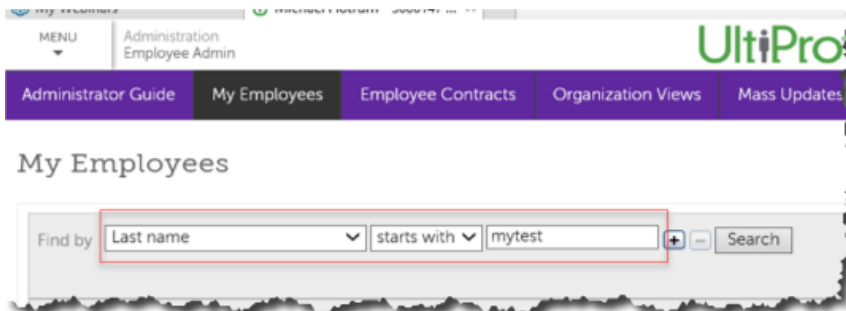 My Webinars
MENU
Administration
Employee Admin
UltiPro
Administrator Guide My Employees Employee Contracts Organization Views Mass Updates
My Employees
Find by Last name starts with mytest + - Search